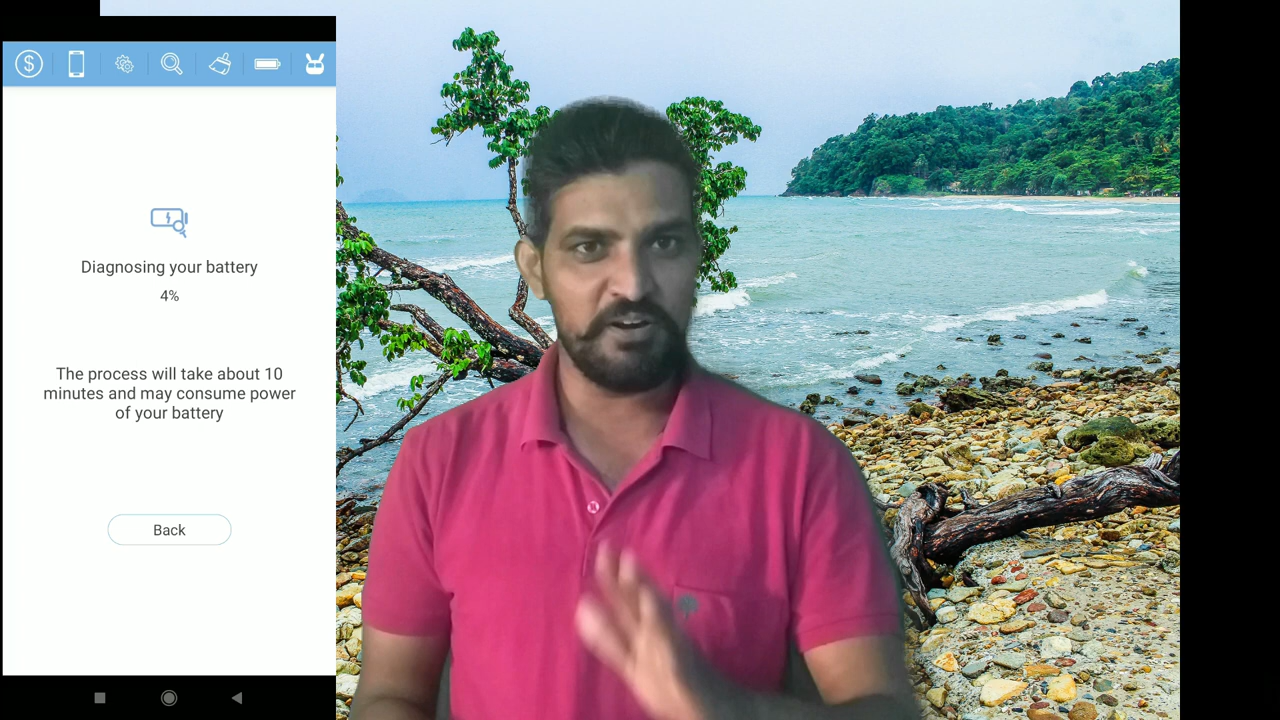 $
Diagnosing your battery
4%
The process will take about 10
minutes and may consume power
of your battery
Back